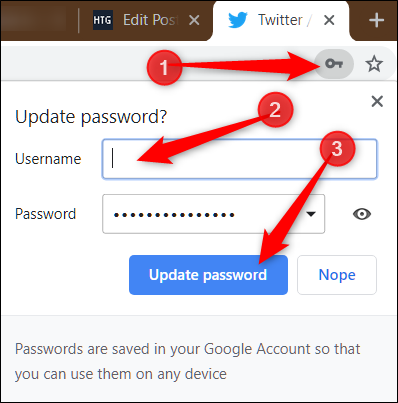 HTG Edit Pos Twitter /
1
Update password?
2
Username
3
Password •••••••••••••••
Update password Nope
Passwords are saved in your Google Account so that
you can use them on any device